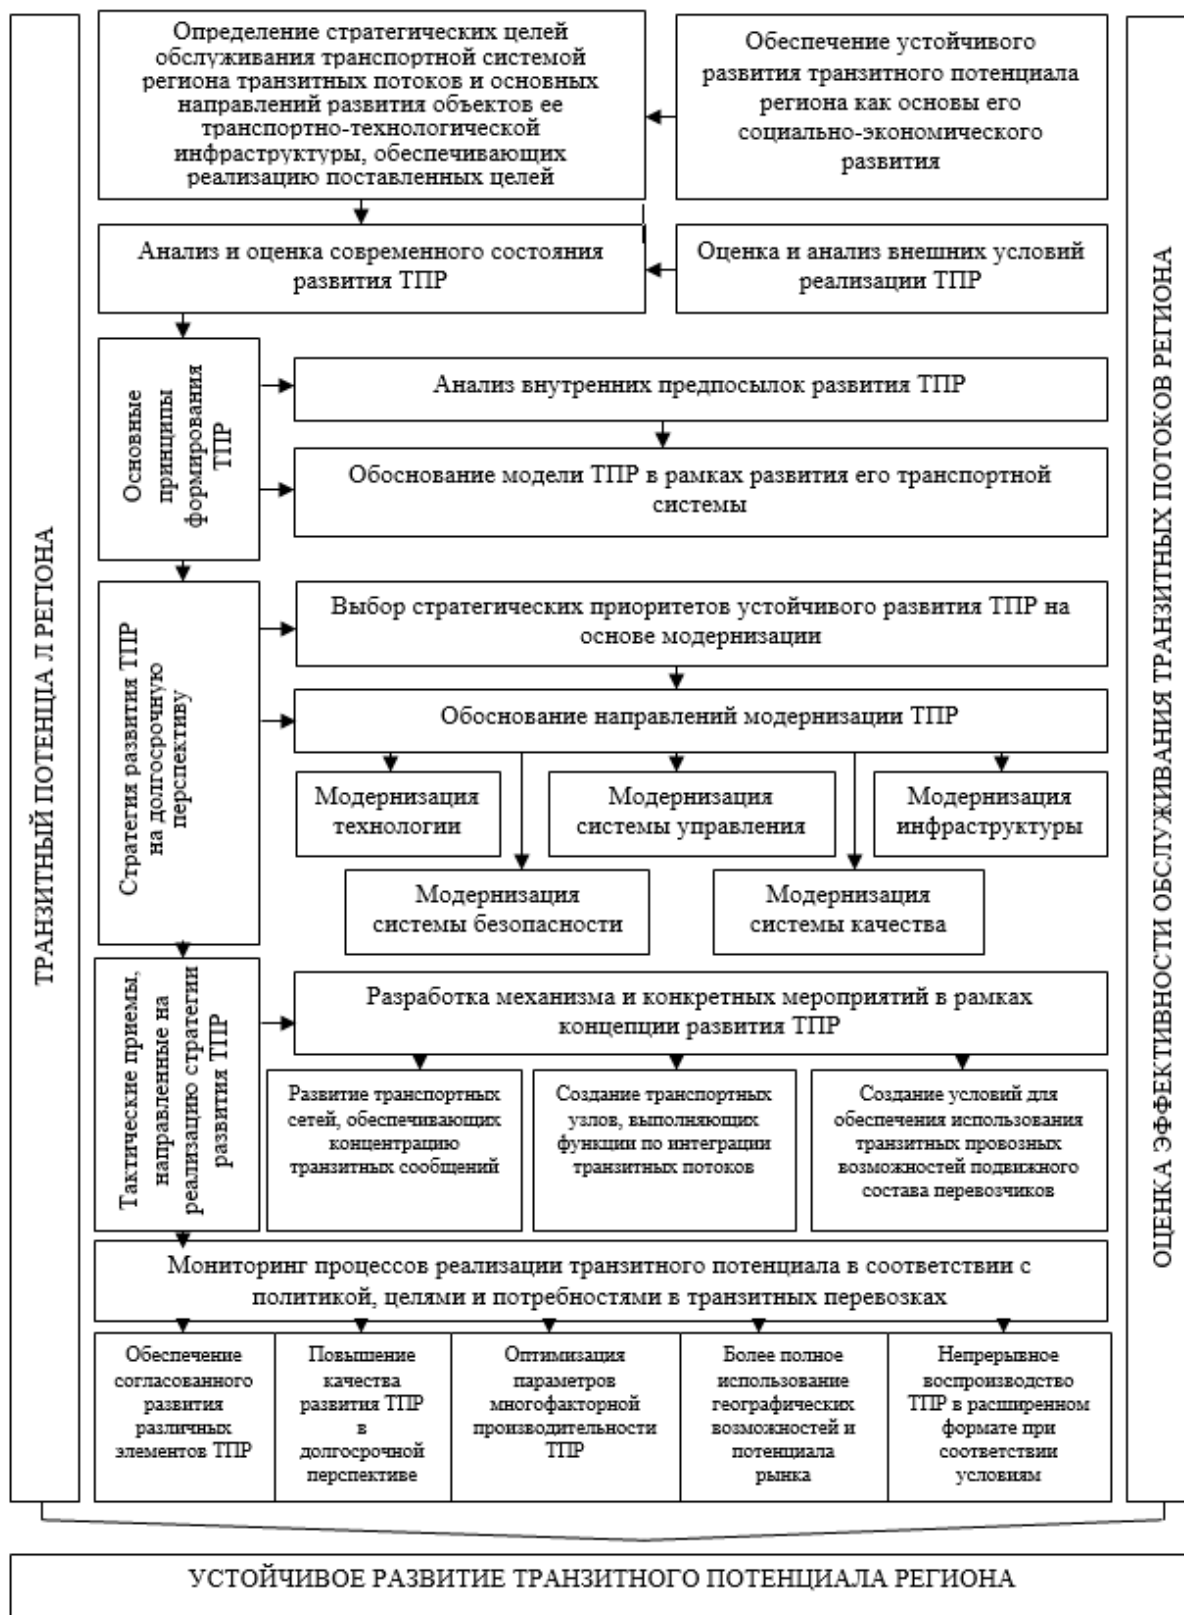 ТРАНЗИТНЫЙ ПОТЕНЦІА Л РЕГІОНА
Определение стратегических целей
обслуживания транспортной системой
региона транзитных потоков и основных
направлений развития объектов ее
транспортно-технологической
инфраструктуры, обеспечивающих
реализацию поставленных целей
Обеспечение устойчивого
развития транзитного потенциала
региона как основы его
социально-экономического
развития
Анализ и оценка современного состояния
развития ТПР
Оценка и анализ внешних условий
реализации ТПР
Основные
принципы
формирования
ТПР
Анализ внутренних предпосылок развития ТПР
Обоснование модели ТПР в рамках развития его транспортной
системы
Стратегия развития ТПР
на долгосрочную
перспективу
Выбор стратегических приоритетов устойчивого развития ТПР на
основе модернизации
Обоснование направлений модернизации ТПР
Модернизация
технологии
Модернизация
системы управления
Модернизация
инфраструктуры
Модернизация
системы безопасности
Модернизация
системы качества
Тактические приемы,
направленные на
реализацию стратегии
развития ТПР
Разработка механизма и конкретных мероприятий в рамках
концепции развития ТПР
Развитие транспортных
сетей, обеспечивающих
концентрацию
транзитных сообщений
Создание транспортных
узлов, выполняющих
функции по интеграции
транзитных потоков
Создание условий для
обеспечения использования
транзитных провозных
возможностей подвижного
состава перевозчиков
Мониторинг процессов реализации транзитного потенциала в соответствии с
политикой, целями и потребностями в транзитных перевозках
Обеспечение
согласованного
развития
различных
элементов ТПР
Повышение
качества
развития ТПР
в
долгосрочной
перспективе
Оптимизация
параметров
многофакторной
производительности
ТПР
Более полное
использование
географических
возможностей и
потенциала
рынка
Непрерывное
воспроизводство
ТПР в расширенном
формате при
соответствии
условиям
ОЦЕНКА ЭФФЕКТИВНОСТИ ОБСЛУЖИВАНИЯ ТРАНЗИТНЫХ ПОТОКОВ РЕГИОНА
УСТОЙЧИВОЕ РАЗВИТИЕ ТРАНЗИТНОГО ПОТЕНЦИАЛА РЕГИОНА